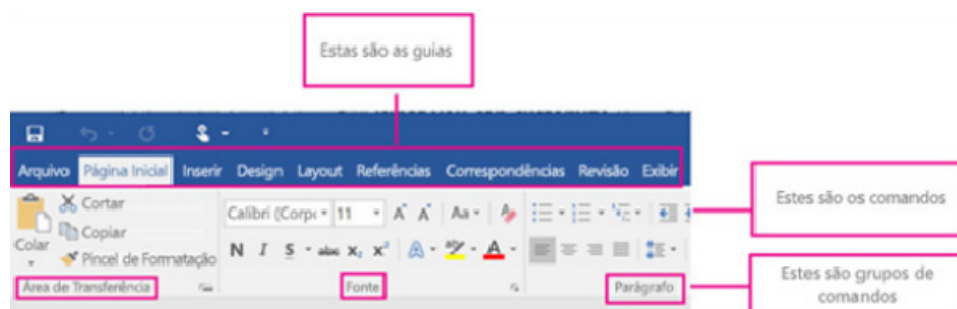 Estas são as guias
Arquivo Página Inicial Inserir Design Layout Referências Correspondências Revisão Exibir
Estes são os comandos
Cortar
Calibri (Corpo 11 A A Aa
Copiar
Colar
Pincel de Formatação
N I S abc x₂ x² A aby A
Estes são grupos de
comandos
Área de Transferência Fonte Parágrafo